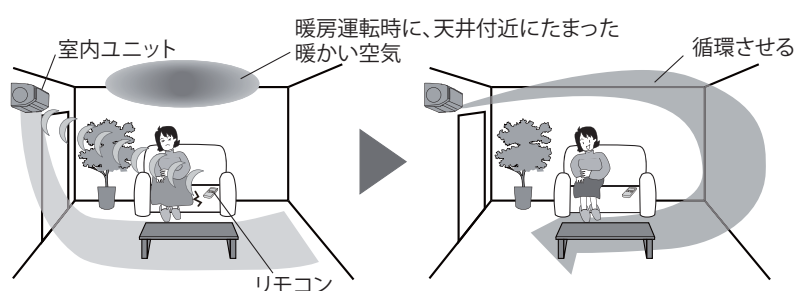 室内ユニット
暖房運転時に、天井付近にたまった
暖かい空気
リモコン
循環させる